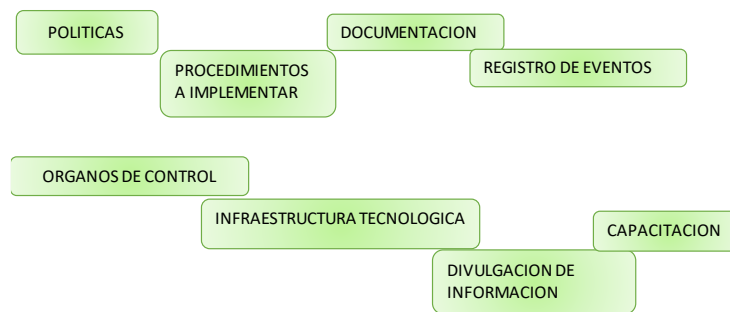 POLITICAS
PROCEDIMIENTOS
A IMPLEMENTAR
DOCUMENTACION
REGISTRO DE EVENTOS
ORGANOS DE CONTROL
INFRAESTRUCTURA TECNOLOGICA
DIVULGACION DE
INFORMACION
CAPACITACION